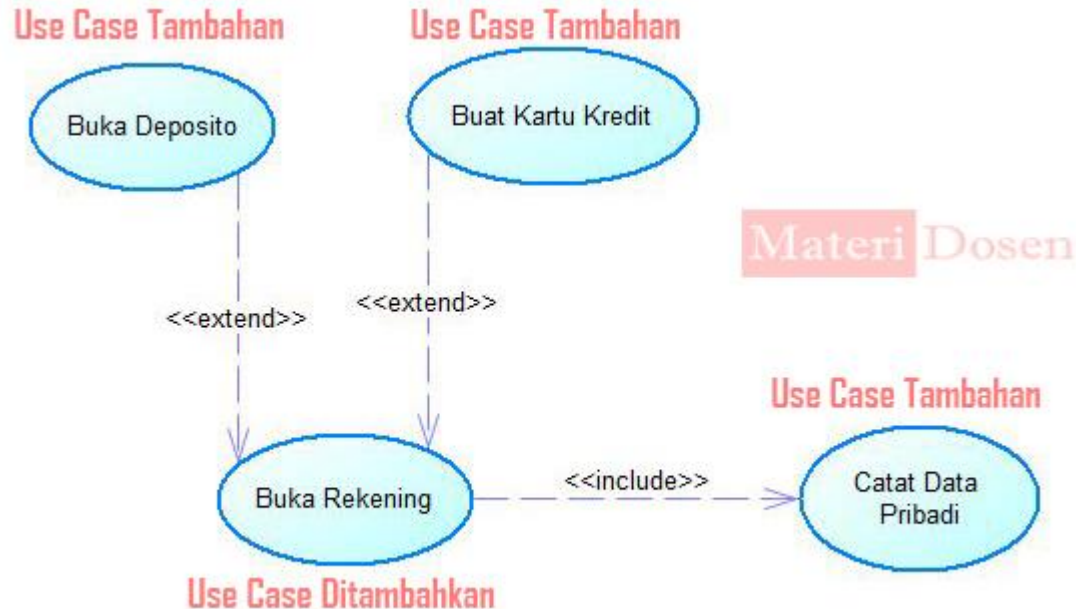 Use Case Tambahan
Use Case Tambahan
Buka Deposito
Buat Kartu Kredit
Materi Dosen
<<extend>>
<<extend>>
Use Case Tambahan
Buka Rekening
<<include>>
Catat Data
Pribadi
Use Case Ditambahkan